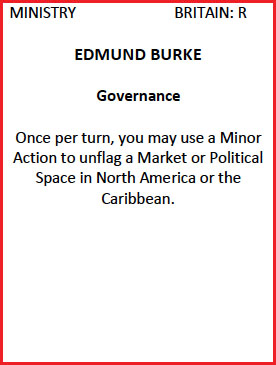 MINISTRY BRITAIN: R
EDMUND BURKE
Governance
Once per turn, you may use a Minor
Action to unflag a Market or Political
Space in North America or the
Caribbean.